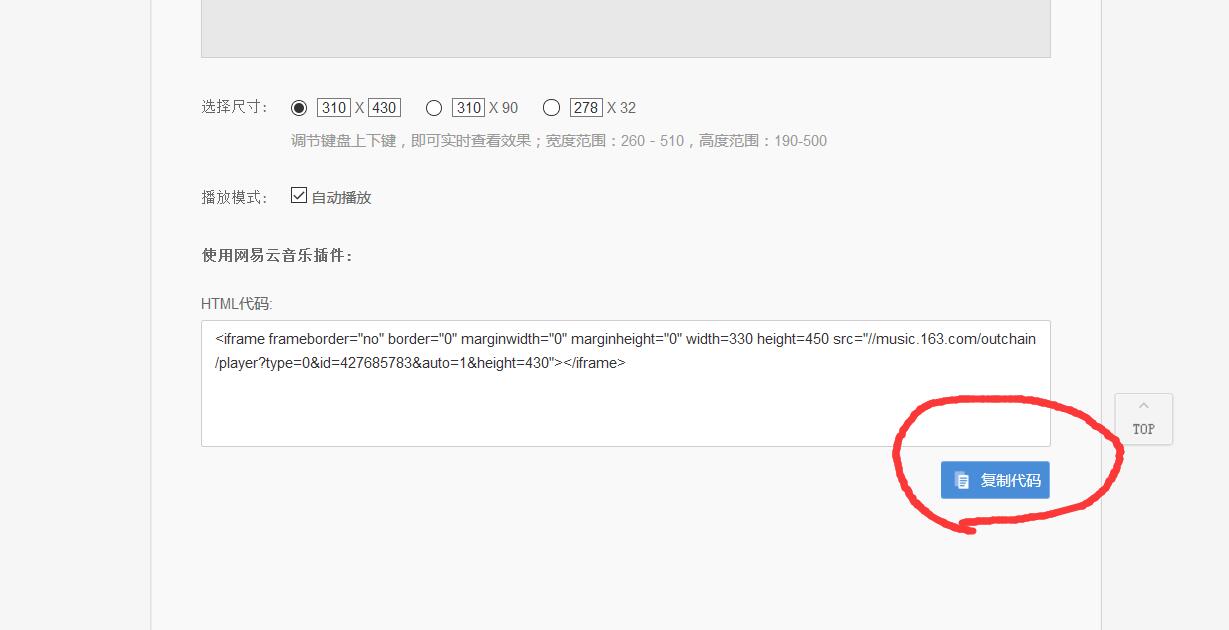 选择尺寸： 310 X 430 310 X 90 278 X 32
调节键盘上下键，即可实时查看效果；宽度范围：260 - 510，高度范围：190-500
播放模式： 自动播放
使用网易云音乐插件：
HTML代码:
<iframe frameborder="no" border="0" marginwidth="0" marginheight="0" width=330 height=450 src="//music.163.com/outchain
/player?type=0&id=427685783&auto=1&height=430"></iframe>
TOP
复制代码